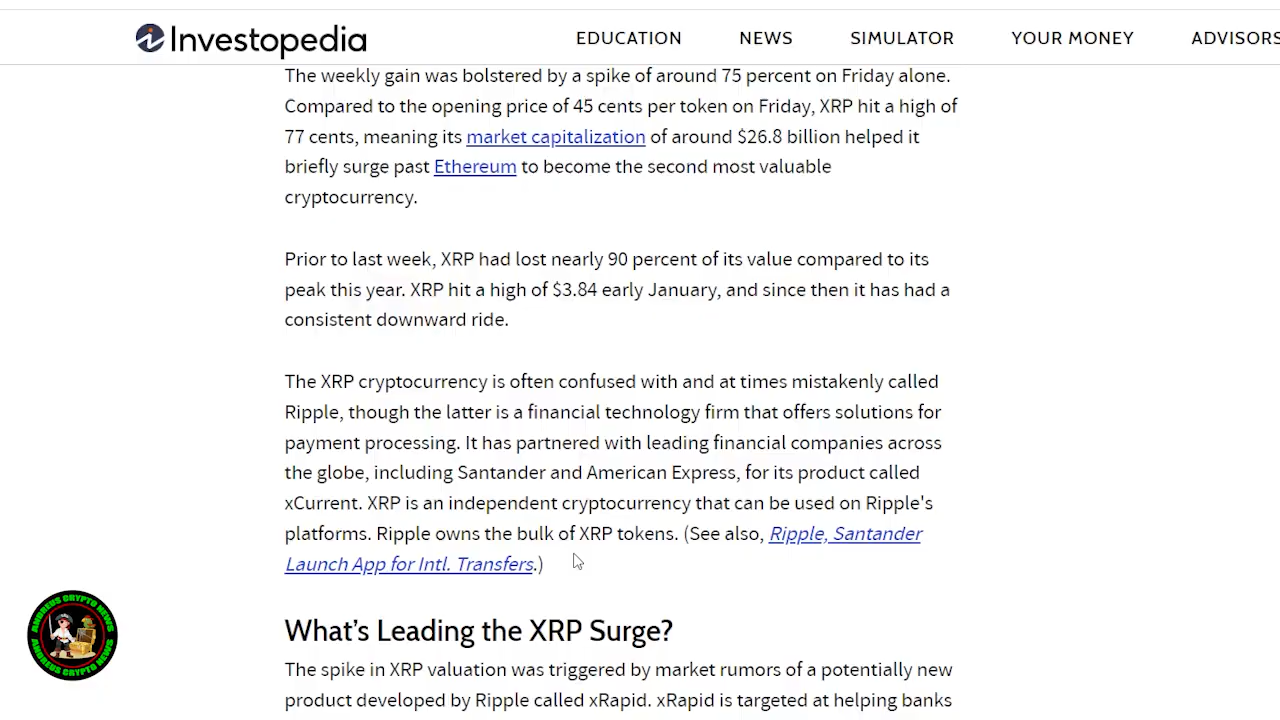 Investopedia
EDUCATION NEWS SIMULATOR YOUR MONEY ADVISORS
The weekly gain was bolstered by a spike of around 75 percent on Friday alone.
Compared to the opening price of 45 cents per token on Friday, XRP hit a high of
77 cents, meaning its market capitalization of around $26.8 billion helped it
briefly surge past Ethereum to become the second most valuable
cryptocurrency.
Prior to last week, XRP had lost nearly 90 percent of its value compared to its
peak this year. XRP hit a high of $3.84 early January, and since then it has had a
consistent downward ride.
The XRP cryptocurrency is often confused with and at times mistakenly called
Ripple, though the latter is a financial technology firm that offers solutions for
payment processing. It has partnered with leading financial companies across
the globe, including Santander and American Express, for its product called
xCurrent. XRP is an independent cryptocurrency that can be used on Ripple's
platforms. Ripple owns the bulk of XRP tokens. (See also, Ripple, Santander
Launch App for Intl. Transfers.)
ANDREUS CRYPTO NEWS
ANDREUS CRYPTO NEWS
What's Leading the XRP Surge?
The spike in XRP valuation was triggered by market rumors of a potentially new
product developed by Ripple called xRapid. xRapid is targeted at helping banks